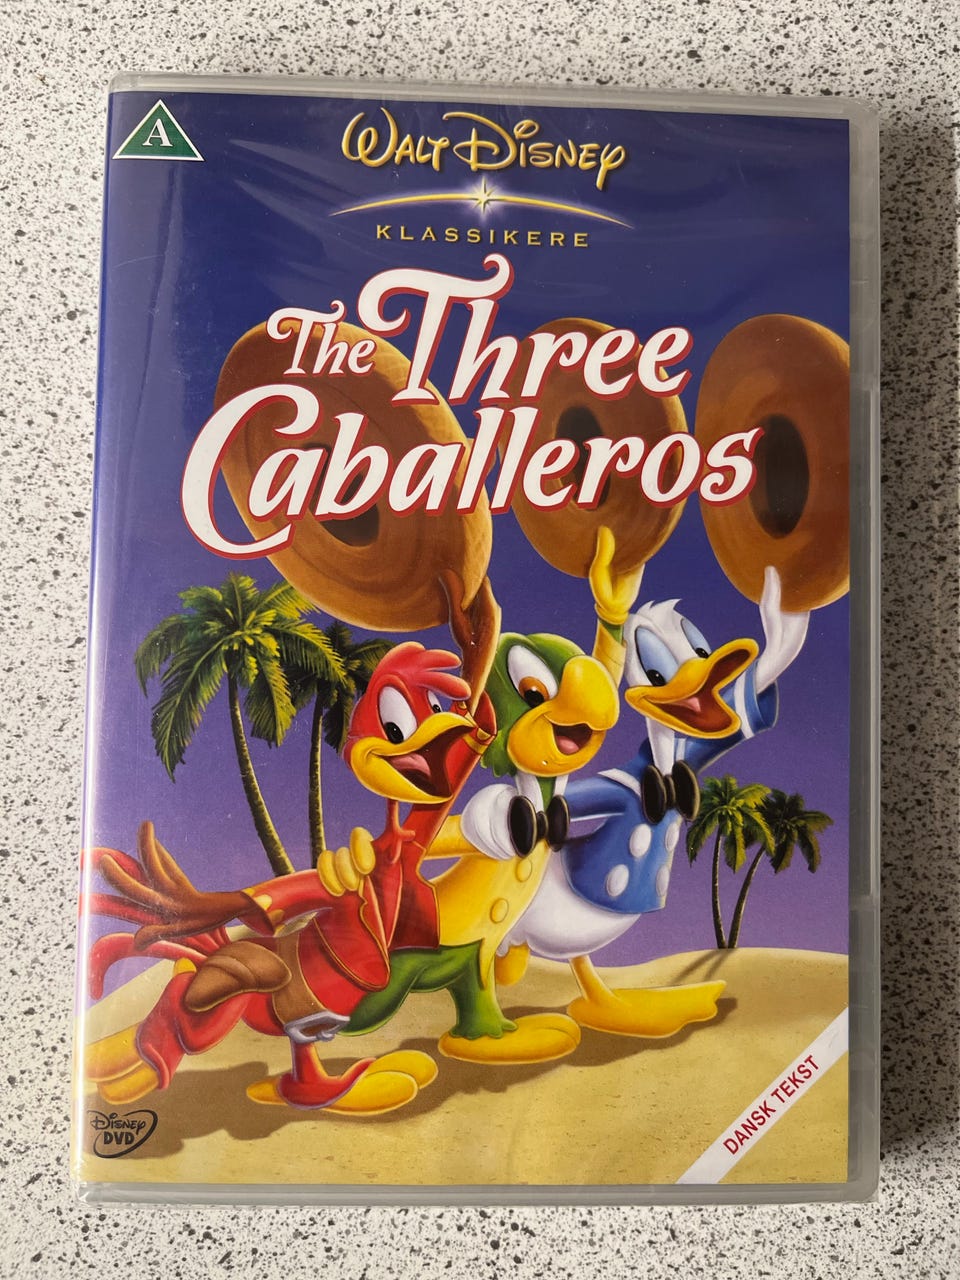 A
WALT DISNEY
KLASSIKERE
The Three
Caballeros
DISNEY
DVD
DANSK TEKST